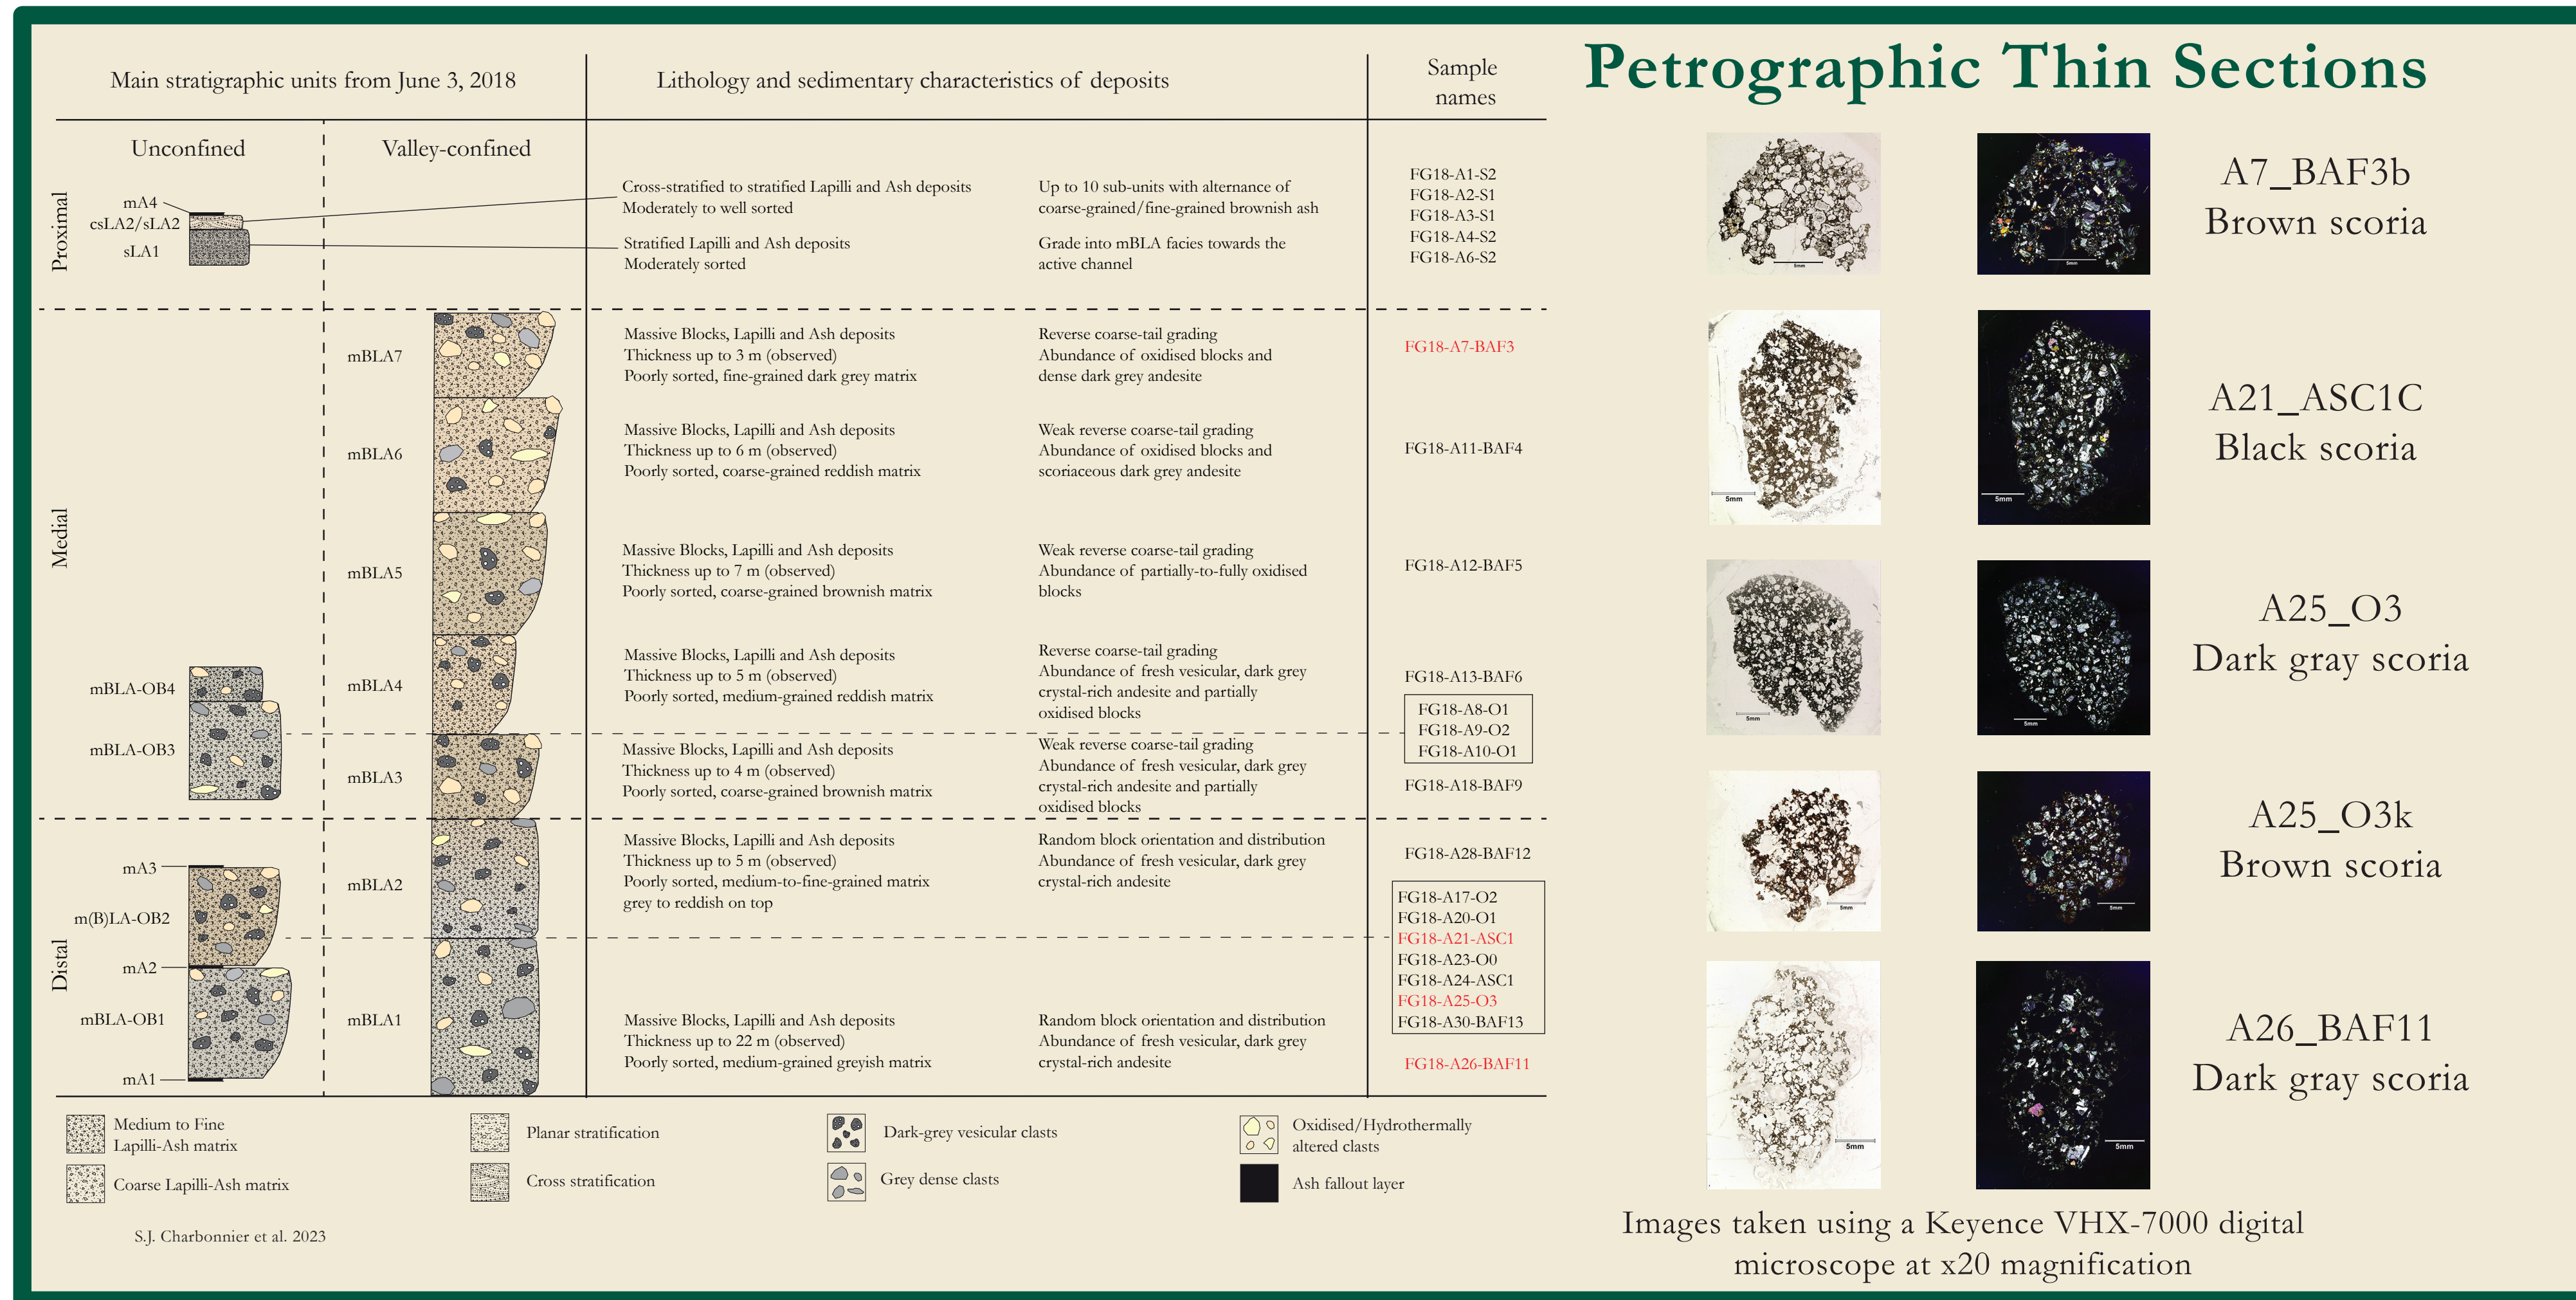 Main stratigraphic units from June 3, 2018
Lithology and sedimentary characteristics of deposits
Sample
names
Unconfined
Valley-confined
Proximal
mA4
csLA2/sLA2
sLA1
Cross-stratified to stratified Lapilli and Ash deposits
Moderately to well sorted
Up to 10 sub-units with alternance of
coarse-grained/fine-grained brownish ash
Stratified Lapilli and Ash deposits
Moderately sorted
Grade into mBLA facies towards the
active channel
FG18-A1-S2
FG18-A2-S1
FG18-A3-S1
FG18-A4-S2
FG18-A6-S2
Medial
mBLA7
Massive Blocks, Lapilli and Ash deposits
Thickness up to 3 m (observed)
Poorly sorted, fine-grained dark grey matrix
Reverse coarse-tail grading
Abundance of oxidised blocks and
dense dark grey andesite
FG18-A7-BAF3
mBLA6
Massive Blocks, Lapilli and Ash deposits
Thickness up to 6 m (observed)
Poorly sorted, coarse-grained reddish matrix
Weak reverse coarse-tail grading
Abundance of oxidised blocks and
scoriaceous dark grey andesite
FG18-A11-BAF4
mBLA5
Massive Blocks, Lapilli and Ash deposits
Thickness up to 7 m (observed)
Poorly sorted, coarse-grained brownish matrix
Weak reverse coarse-tail grading
Abundance of partially-to-fully oxidised
blocks
FG18-A12-BAF5
mBLA-OB4
mBLA-OB3
mBLA4
Massive Blocks, Lapilli and Ash deposits
Thickness up to 5 m (observed)
Poorly sorted, medium-grained reddish matrix
Reverse coarse-tail grading
Abundance of fresh vesicular, dark grey
crystal-rich andesite and partially
oxidised blocks
FG18-A13-BAF6
FG18-A8-O1
FG18-A9-O2
FG18-A10-O1
mBLA3
Massive Blocks, Lapilli and Ash deposits
Thickness up to 4 m (observed)
Poorly sorted, coarse-grained brownish matrix
Weak reverse coarse-tail grading
Abundance of fresh vesicular, dark grey
crystal-rich andesite and partially
oxidised blocks
FG18-A18-BAF9
Distal
mA3
m(B)LA-OB2
mA2
mBLA-OB1
mA1
mBLA2
Massive Blocks, Lapilli and Ash deposits
Thickness up to 5 m (observed)
Poorly sorted, medium-to-fine-grained matrix
grey to reddish on top
Random block orientation and distribution
Abundance of fresh vesicular, dark grey
crystal-rich andesite
FG18-A28-BAF12
FG18-A17-O2
FG18-A20-O1
FG18-A21-ASC1
FG18-A23-O0
FG18-A24-ASC1
FG18-A25-O3
FG18-A30-BAF13
mBLA1
Massive Blocks, Lapilli and Ash deposits
Thickness up to 22 m (observed)
Poorly sorted, medium-grained greyish matrix
Random block orientation and distribution
Abundance of fresh vesicular, dark grey
crystal-rich andesite
FG18-A26-BAF11
Medium to Fine
Lapilli-Ash matrix
Coarse Lapilli-Ash matrix
Planar stratification
Cross stratification
Dark-grey vesicular clasts
Grey dense clasts
Oxidised/Hydrothermally
altered clasts
Ash fallout layer
S.J. Charbonnier et al. 2023
Petrographic Thin Sections
5mm
5mm
A7_BAF3b
Brown scoria
5mm
5mm
A21_ASC1C
Black scoria
5mm
5mm
A25_O3
Dark gray scoria
5mm
5mm
A25_O3k
Brown scoria
5mm
5mm
A26_BAF11
Dark gray scoria
Images taken using a Keyence VHX-7000 digital
microscope at x20 magnification